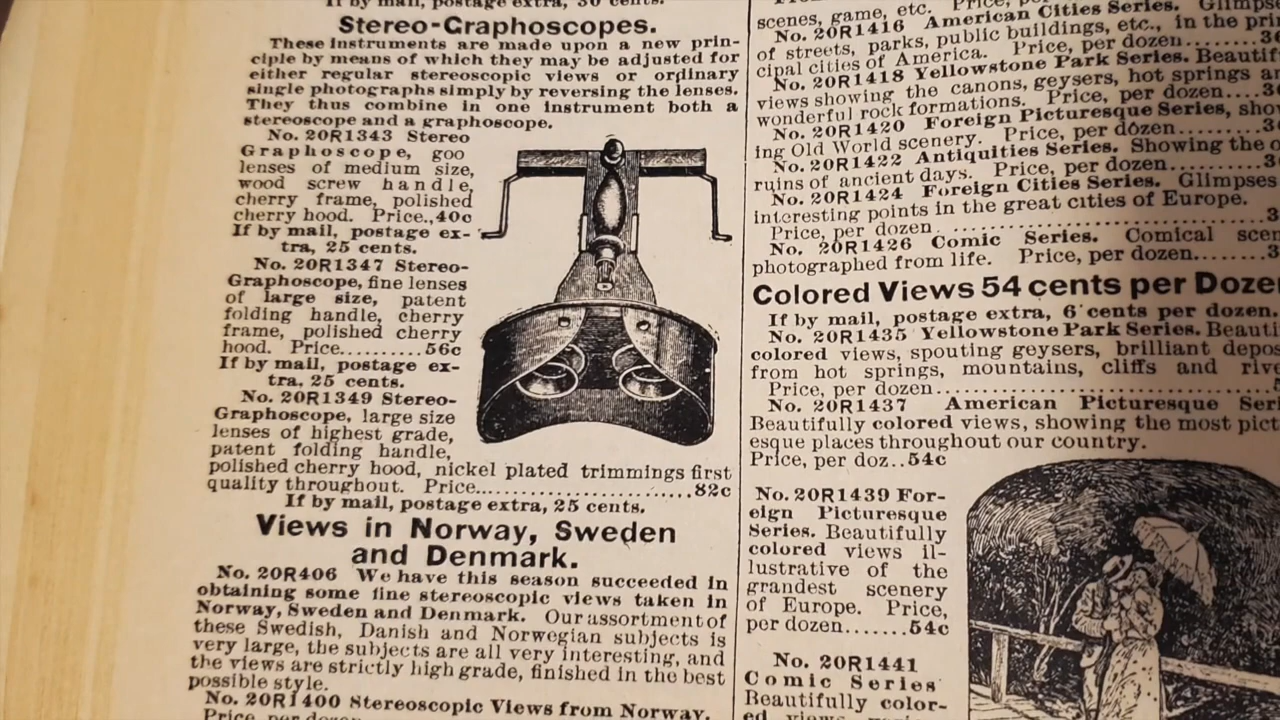 If by mail, postage extra, 30 cents.
Stereo-Graphoscopes.
These instruments are made upon a new prin-
ciple by means of which they may be adjusted for
either regular stereoscopic views or ordinary
single photographs simply by reversing the lenses.
They thus combine in one instrument both a
stereoscope and a graphoscope.
No. 20R1343 Stereo
Graphoscope, goo
lenses of medium size,
wood screw handle,
cherry frame, polished
cherry hood. Price., 40c
If by mail, postage ex-
tra, 25 cents.
No. 20R1347 Stereo-
Graphoscope, fine lenses
of large size, patent
folding handle, cherry
frame, polished cherry
hood. Price..........56c
If by mail, postage ex-
tra, 25 cents.
No. 20R1349 Stereo-
Graphoscope, large size
lenses of highest grade,
patent folding handle,
polished cherry hood, nickel plated trimmings first
quality throughout. Price..........................82c
If by mail, postage extra, 25 cents.
Views in Norway, Sweden
and Denmark.
No. 20R406 We have this season succeeded in
obtaining some fine stereoscopic views taken in
Norway, Sweden and Denmark. Our assortment of
these Swedish, Danish and Norwegian subjects is
very large, the subjects are all very interesting, and
the views are strictly high grade, finished in the best
possible style.
No. 20R1400 Stereoscopic Views from Norway.
Price, per dozen
scenes, game, etc. Price,
No. 20R1416 American Cities Series. Glimps
of streets, parks, public buildings, etc., in the pri
cipal cities of America. Price, per dozen........3
No. 20R1418 Yellowstone Park Series. Beautif
views showing the canons, geysers, hot springs a
wonderful rock formations. Price, per dozen....3
No. 20R1420 Foreign Picturesque Series, sho
ing Old World scenery. Price, per dozen........3
No. 20R1422 Antiquities Series. Showing the
ruins of ancient days. Price, per dozen........3
No. 20R1424 Foreign Cities Series. Glimpses
interesting points in the great cities of Europe.
Price, per dozen..............................3
No. 20R1426 Comic Series. Comical scen
photographed from life. Price, per dozen.......3
Colored Views 54 cents per Doze
If by mail, postage extra, 6 cents per dozen.
No. 20R1435 Yellowstone Park Series. Beauti
colored views, spouting geysers, brilliant depos
from hot springs, mountains, cliffs and rive
Price, per dozen..............................
No. 20R1437 American Picturesque Seri
Beautifully colored views, showing the most pict
esque places throughout our country.
Price, per doz..54c
No. 20R1439 For-
eign Picturesque
Series. Beautifully
colored views il-
lustrative of the
grandest scenery
of Europe. Price,
per dozen.......54c
No. 20R1441
Comic Series
Beautifully color-
ed views